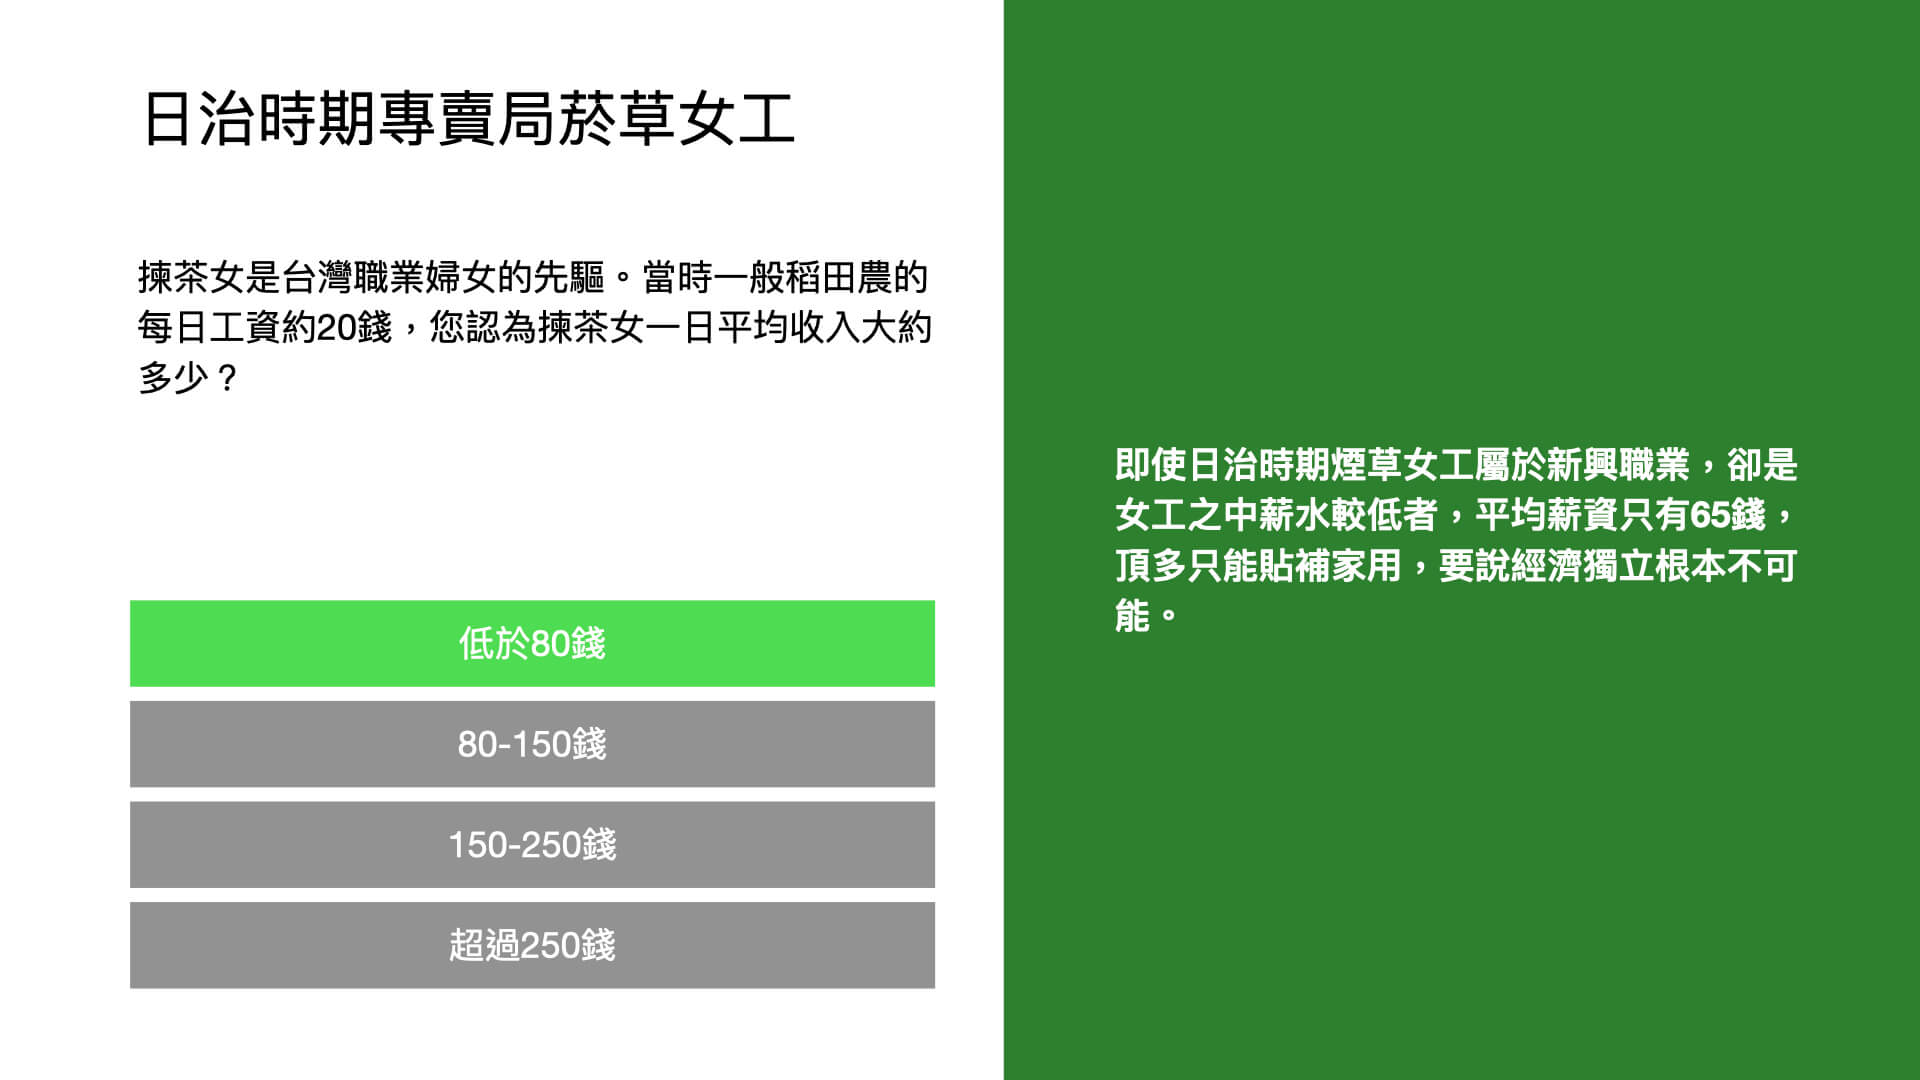 日治時期專賣局菸草女工
揀茶女是台灣職業婦女的先驅。當時一般稻田農的
每日工資約20錢，您認為揀茶女一日平均收入大約
多少？
低於80錢
80-150錢
150-250錢
超過250錢
即使日治時期煙草女工屬於新興職業，卻是
女工之中薪水較低者，平均薪資只有65錢，
頂多只能貼補家用，要說經濟獨立根本不可
能。